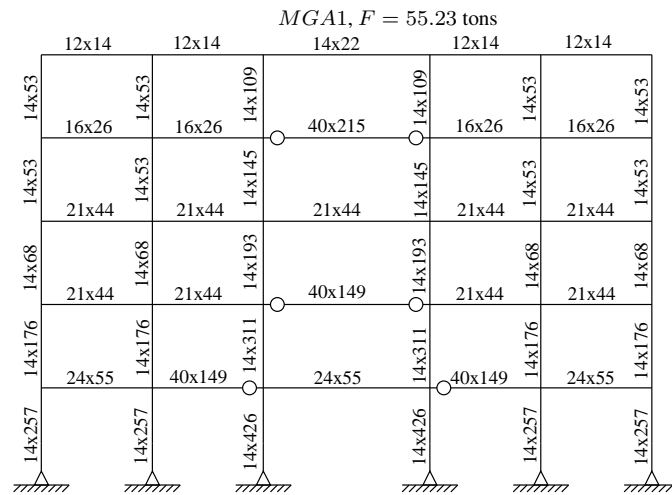 MGA1, F = 55.23 tons
12x14 12x14 14x22 12x14 12x14
14x53 14x53 14x109 14x109 14x53 14x53
16x26 16x26 40x215 16x26 16x26
14x53 14x53 14x145 14x145 14x53 14x53
21x44 21x44 21x44 21x44 21x44
14x68 14x68 14x193 14x193 14x68 14x68
21x44 21x44 40x149 21x44 21x44
14x176 14x176 14x311 14x311 14x176 14x176
24x55 40x149 24x55 40x149 24x55
14x257 14x257 14x426 14x426 14x257 14x257